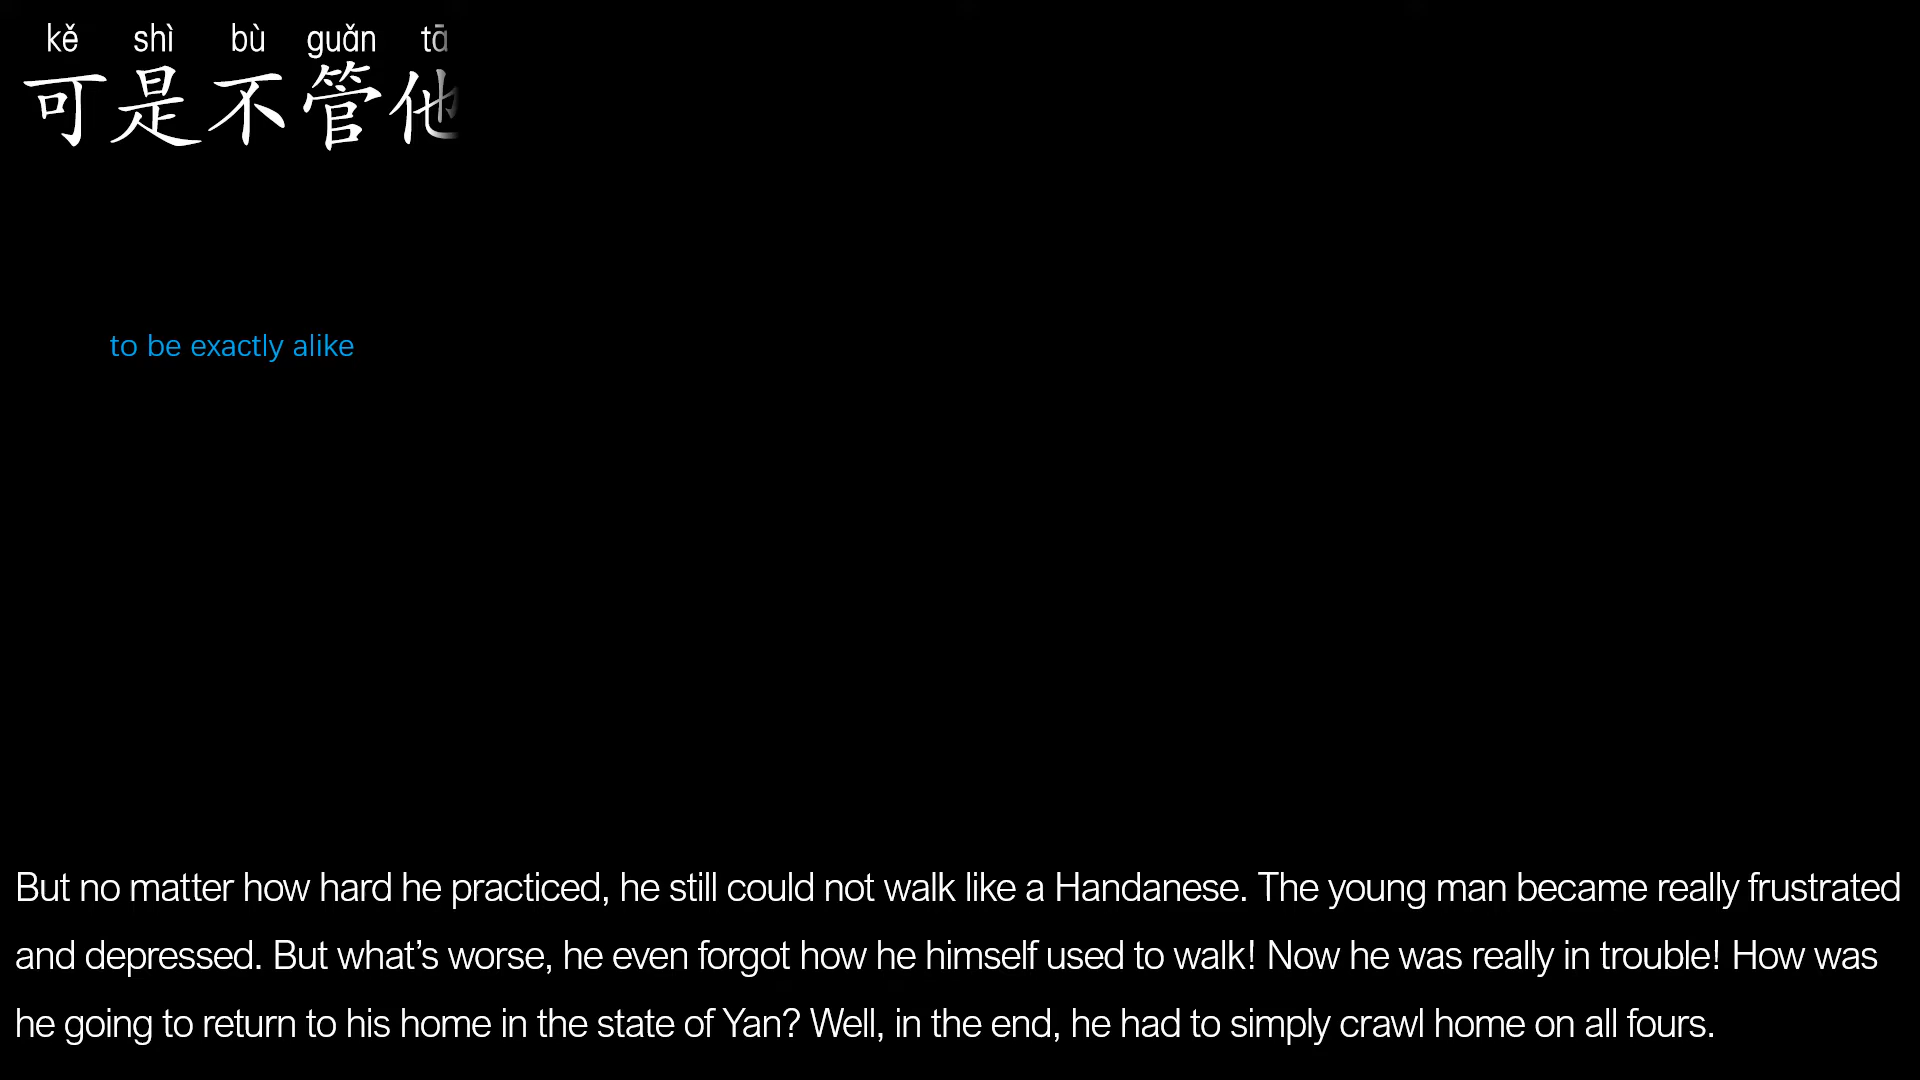 kě shì bù guǎn tā
可是不管他
to be exactly alike
But no matter how hard he practiced, he still could not walk like a Handanese. The young man became really frustrated
and depressed. But what’s worse, he even forgot how he himself used to walk! Now he was really in trouble! How was
he going to return to his home in the state of Yan? Well, in the end, he had to simply crawl home on all fours.